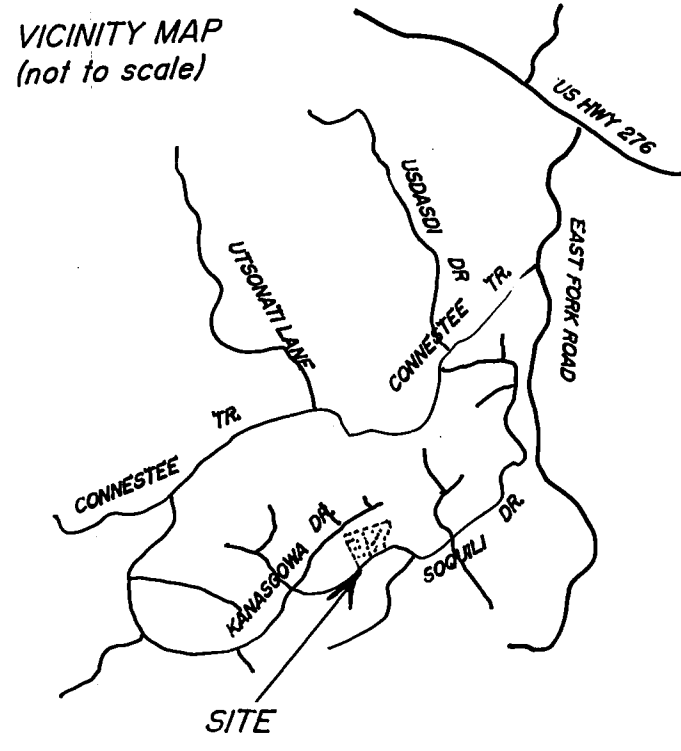 VICINITY MAP
(not to scale)
US HWY 276
USDASDI
DR
EAST FORK ROAD
UTSONATI LANE
CONNESTEE TR.
CONNESTEE TR.
KANASGOWA DR.
SOQUILI DR.
SITE